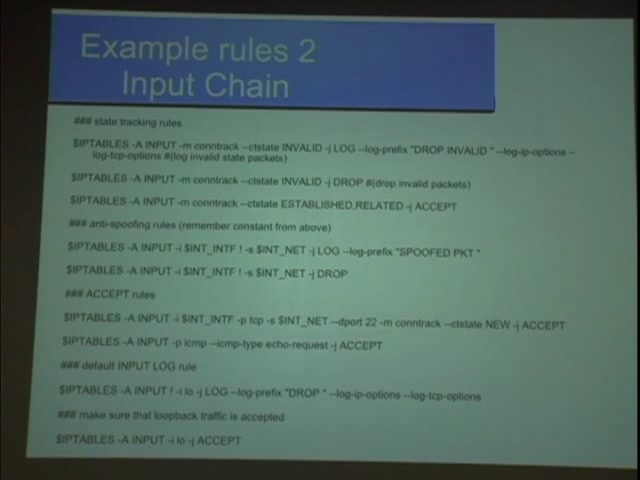 Example rules 2
Input Chain
### state tracking rules
$IPTABLES -A INPUT -m conntrack --ctstate INVALID -j LOG --log-prefix "DROP INVALID " --log-ip-options --
log-tcp-options #(log invalid state packets)
$IPTABLES -A INPUT -m conntrack --ctstate INVALID -j DROP #(drop invalid packets)
$IPTABLES -A INPUT -m conntrack --ctstate ESTABLISHED,RELATED -j ACCEPT
### anti-spoofing rules (remember constant from above)
$IPTABLES -A INPUT -i $INT_INTF ! -s $INT_NET -j LOG --log-prefix "SPOOFED PKT "
$IPTABLES -A INPUT -i $INT_INTF ! -s $INT_NET -j DROP
### ACCEPT rules
$IPTABLES -A INPUT -i $INT_INTF -p tcp -s $INT_NET --dport 22 -m conntrack --ctstate NEW -j ACCEPT
$IPTABLES -A INPUT -p icmp --icmp-type echo-request -j ACCEPT
### default INPUT LOG rule
$IPTABLES -A INPUT ! -i lo -j LOG --log-prefix "DROP " --log-ip-options --log-tcp-options
### make sure that loopback traffic is accepted
$IPTABLES -A INPUT -i lo -j ACCEPT